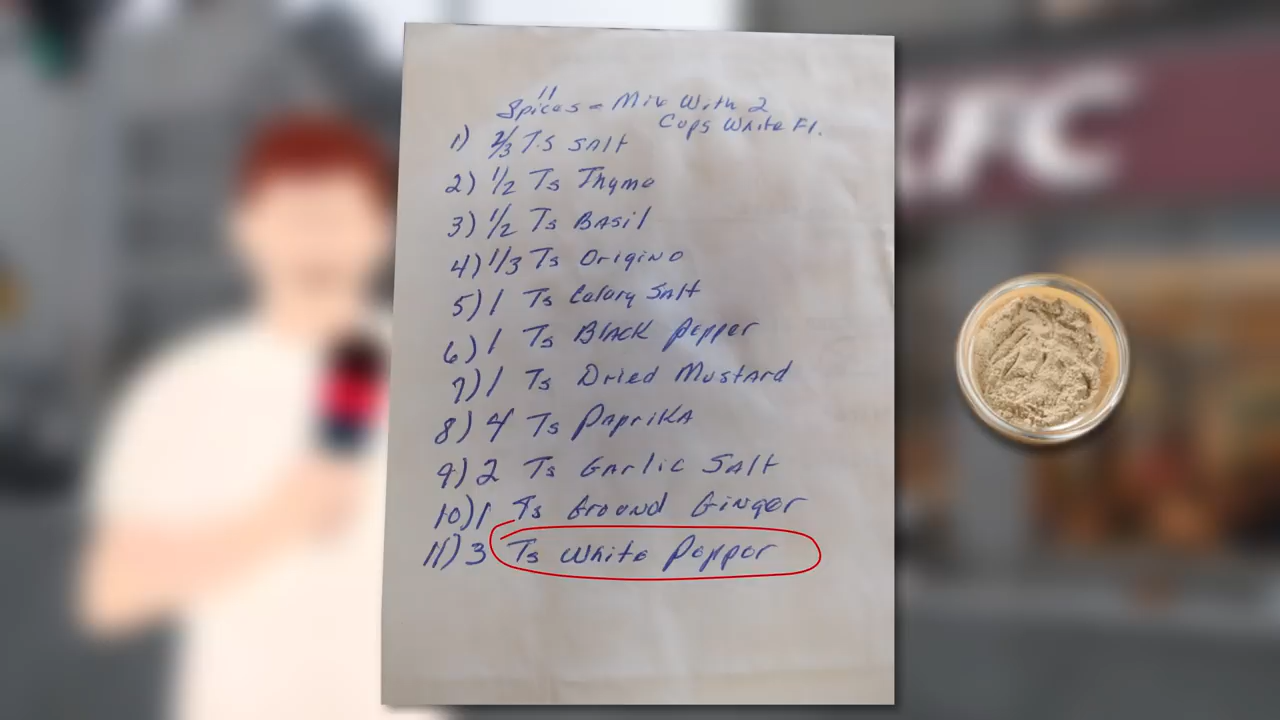 11
Spices - Mix With 2
Cups White Fl.
1) 2/3 Ts Salt
2) 1/2 Ts Thyme
3) 1/2 Ts Basil
4) 1/3 Ts Origino
5) 1 Ts Celary Salt
6) 1 Ts Black Pepper
7) 1 Ts Dried Mustard
8) 4 Ts Paprika
9) 2 Ts Garlic Salt
10) 1 Ts Ground Ginger
11) 3 Ts White Pepper
KFC